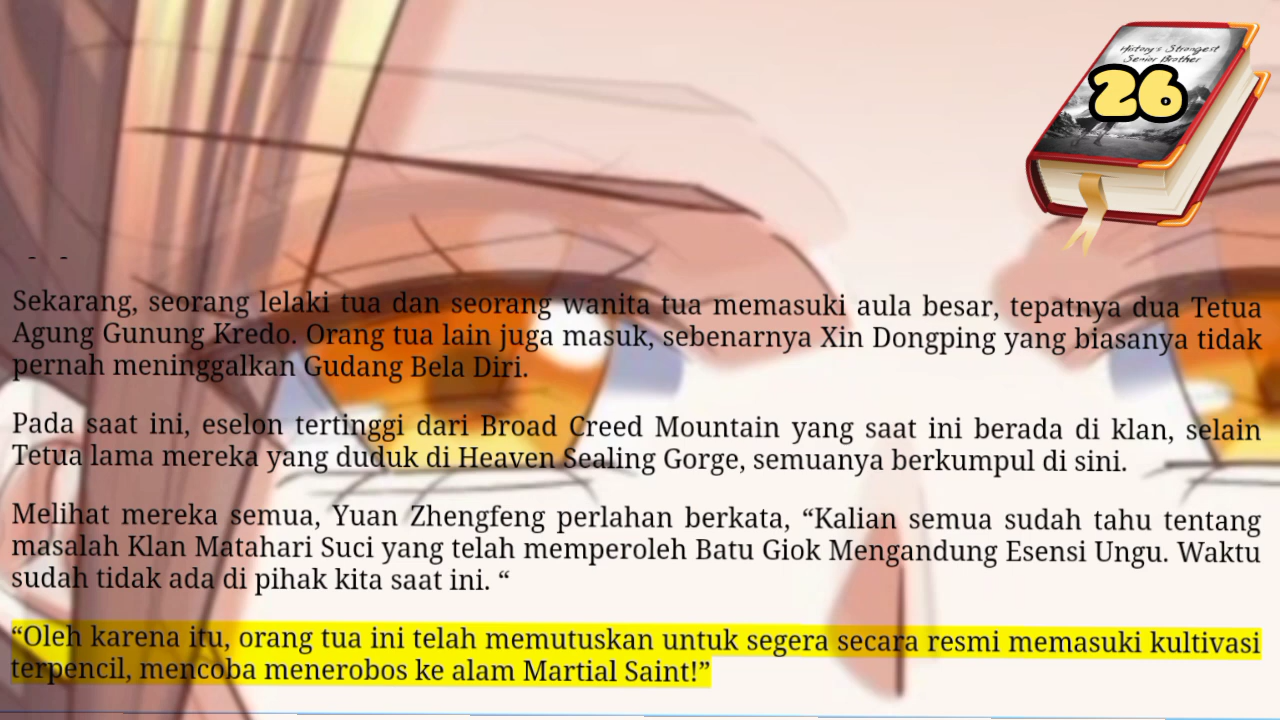 History's Strongest
Senior Brother
26
- -
Sekarang, seorang lelaki tua dan seorang wanita tua memasuki aula besar, tepatnya dua Tetua
Agung Gunung Kredo. Orang tua lain juga masuk, sebenarnya Xin Dongping yang biasanya tidak
pernah meninggalkan Gudang Bela Diri.
Pada saat ini, eselon tertinggi dari Broad Creed Mountain yang saat ini berada di klan, selain
Tetua lama mereka yang duduk di Heaven Sealing Gorge, semuanya berkumpul di sini.
Melihat mereka semua, Yuan Zhengfeng perlahan berkata, “Kalian semua sudah tahu tentang
masalah Klan Matahari Suci yang telah memperoleh Batu Giok Mengandung Esensi Ungu. Waktu
sudah tidak ada di pihak kita saat ini. “
“Oleh karena itu, orang tua ini telah memutuskan untuk segera secara resmi memasuki kultivasi
terpencil, mencoba menerobos ke alam Martial Saint!”